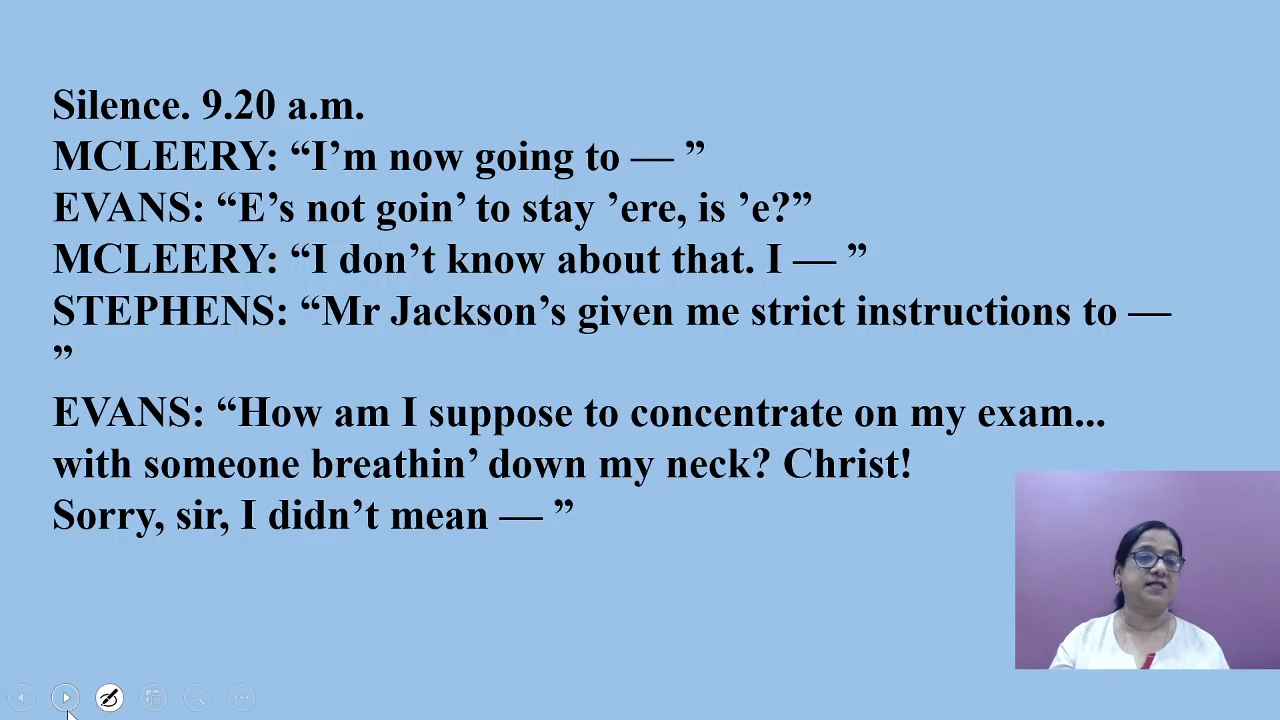 Silence. 9.20 a.m.
MCLEERY: “I’m now going to — ”
EVANS: “E’s not goin’ to stay ’ere, is ’e?”
MCLEERY: “I don’t know about that. I — ”
STEPHENS: “Mr Jackson’s given me strict instructions to —
”
EVANS: “How am I suppose to concentrate on my exam...
with someone breathin’ down my neck? Christ!
Sorry, sir, I didn’t mean — ”